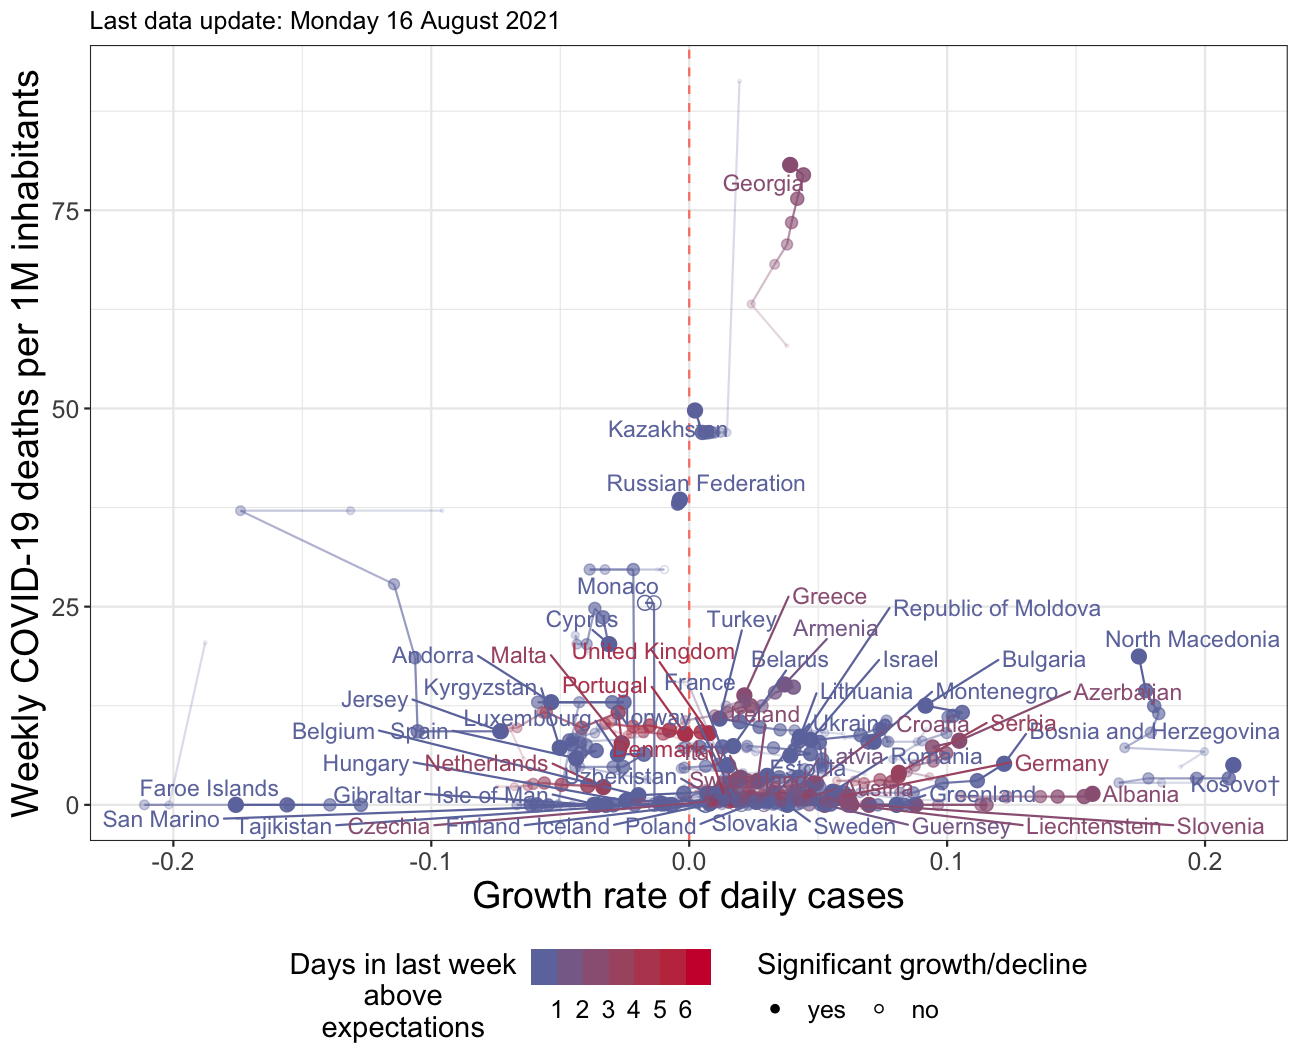 Last data update: Monday 16 August 2021
Weekly COVID-19 deaths per 1M inhabitants
75
50
25
0
Georgia
Kazakhstan
Russian Federation
Monaco
Greece
Republic of Moldova
Cyprus
Turkey
Armenia
North Macedonia
Andorra
Malta
United Kingdom
Belarus
Israel
Bulgaria
Kyrgyzstan
Portugal
France
Lithuania
Montenegro
Azerbaijan
Jersey
Luxembourg
Norway
Ireland
Ukraine
Croatia
Serbia
Belgium
Spain
Denmark
Bosnia and Herzegovina
Hungary
Netherlands
Italy
Latvia
Romania
Germany
Uzbekistan
Estonia
Kosovo†
Faroe Islands
Gibraltar
Isle of Man
Austria
Greenland
Albania
San Marino
Tajikistan
Czechia
Finland
Iceland
Poland
Slovakia
Sweden
Guernsey
Liechtenstein
Slovenia
-0.2
-0.1
0.0
0.1
0.2
Growth rate of daily cases
Days in last week
above
expectations
1 2 3 4 5 6
Significant growth/decline
yes
no